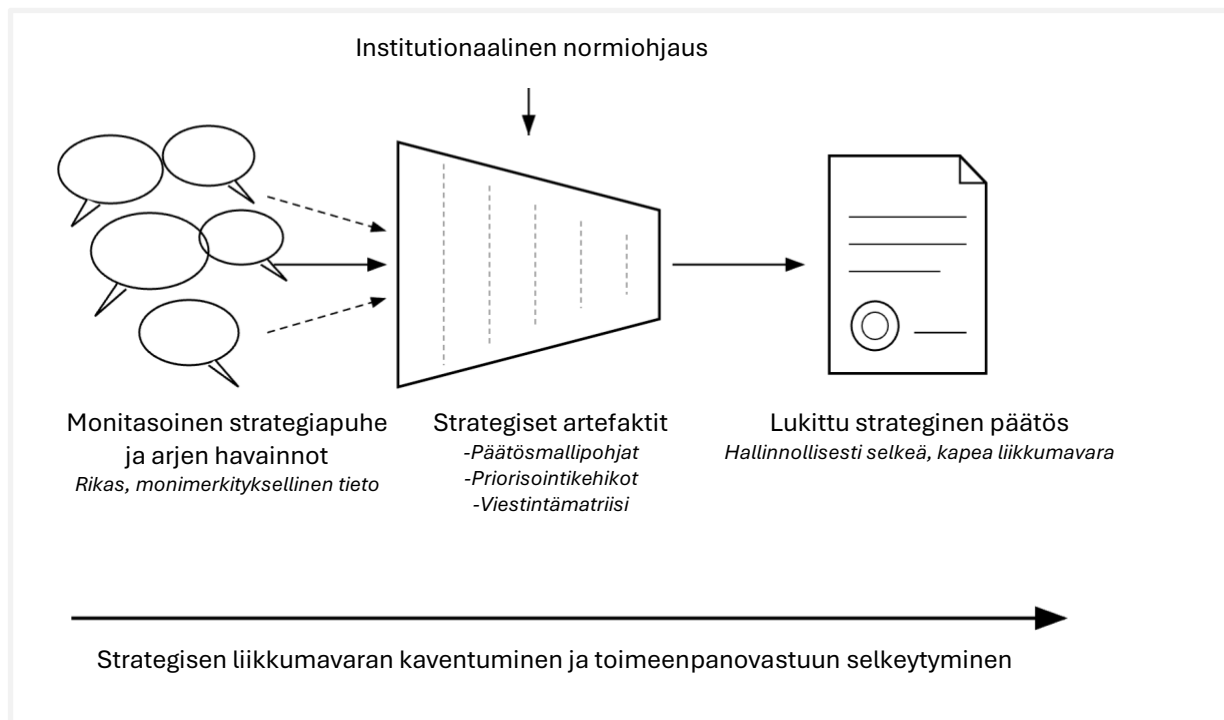 Institutionaalinen normiohjaus
Monitasoinen strategiapuhe
ja arjen havainnot
Rikas, monimerkityksellinen tieto
Strategiset artefaktit
-Päätösmallipohjat
-Priorisointikehikot
-Viestintämatriisi
Lukittu strateginen päätös
Hallinnollisesti selkeä, kapea liikkumavara
Strategisen liikkumavaran kaventuminen ja toimeenpanovastuun selkeytyminen